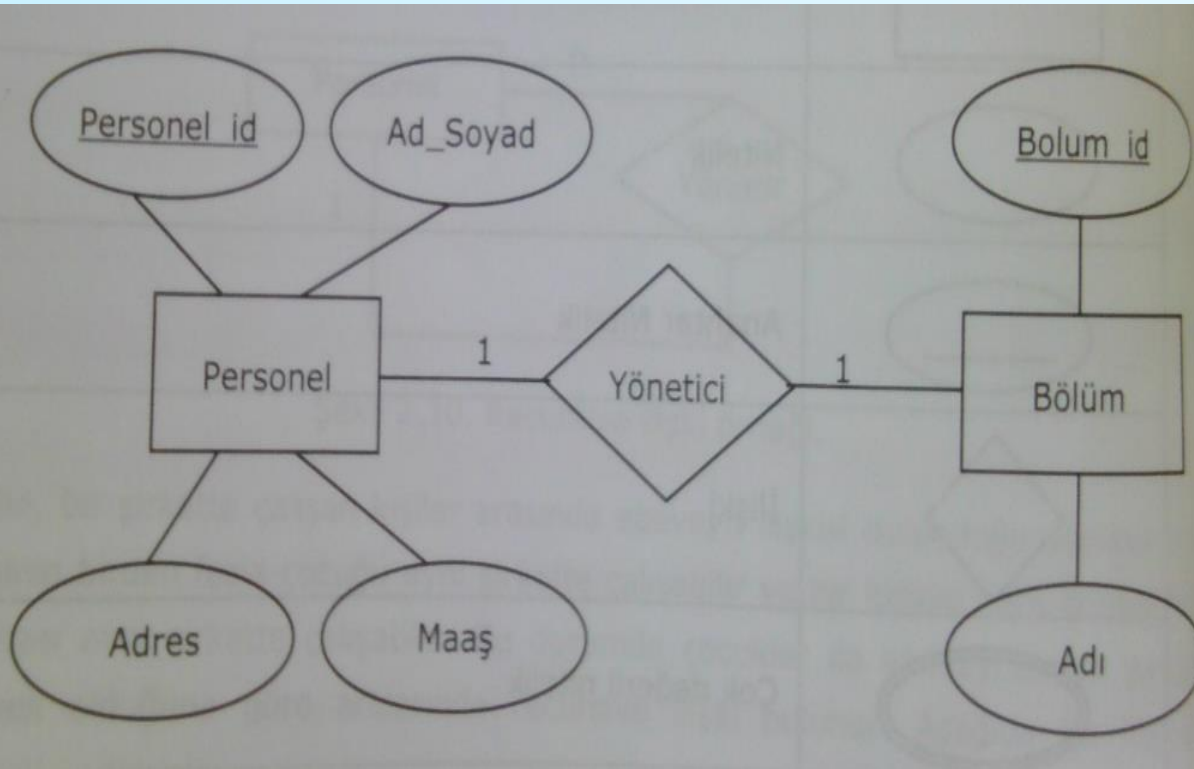 Personel_id
Ad_Soyad
Bolum_id
Personel
1
Yönetici
1
Bölüm
Adres
Maaş
Adı